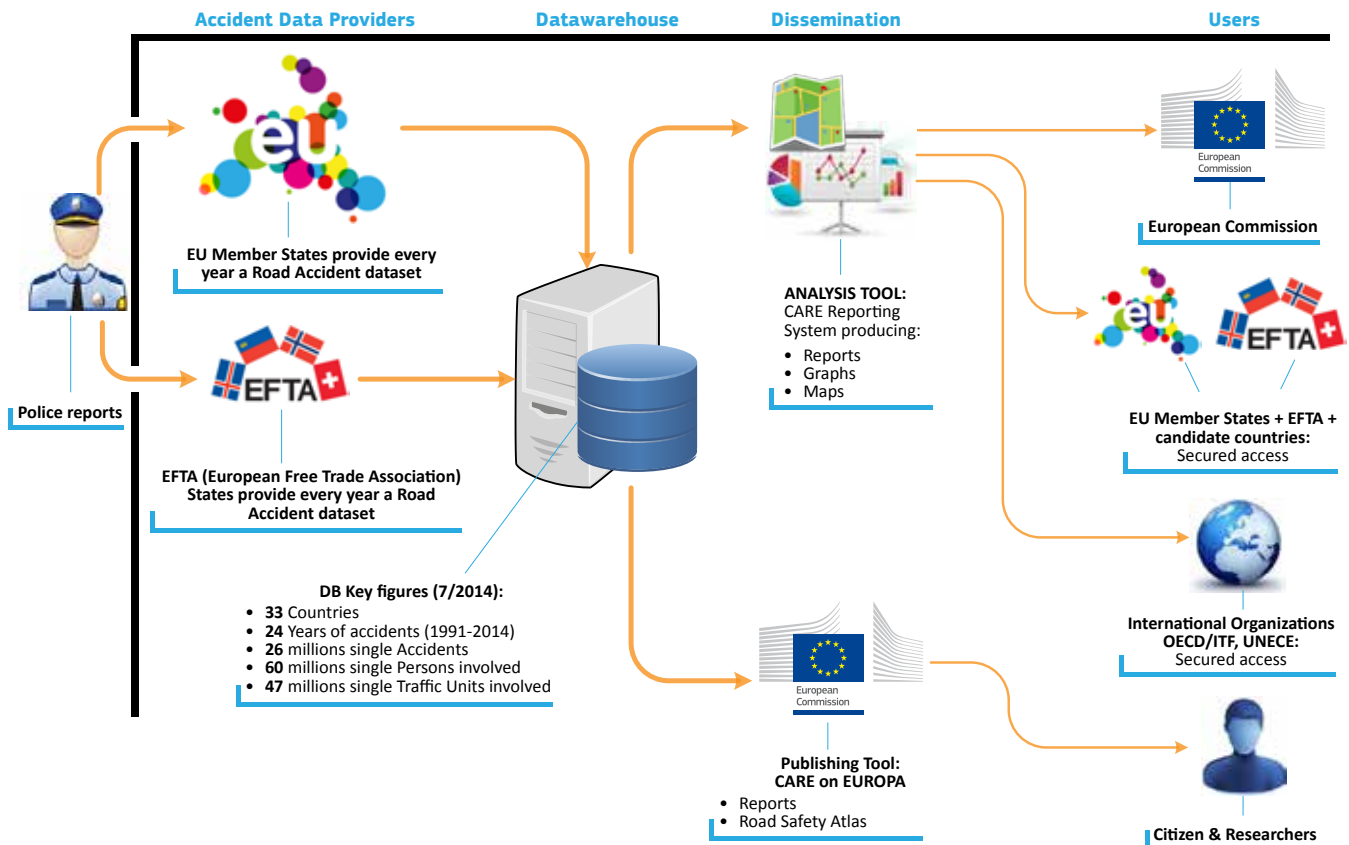 Accident Data Providers
Datawarehouse
Dissemination
Users
eu
EU Member States provide every
year a Road Accident dataset
Police reports
EFTA
EFTA (European Free Trade Association)
States provide every year a Road
Accident dataset
DB Key figures (7/2014):
• 33 Countries
• 24 Years of accidents (1991-2014)
• 26 millions single Accidents
• 60 millions single Persons involved
• 47 millions single Traffic Units involved
ANALYSIS TOOL:
CARE Reporting
System producing:
• Reports
• Graphs
• Maps
European
Commission
Publishing Tool:
CARE on EUROPA
• Reports
• Road Safety Atlas
European
Commission
European Commission
eu
EFTA
EU Member States + EFTA +
candidate countries:
Secured access
International Organizations
OECD/ITF, UNECE:
Secured access
Citizen & Researchers